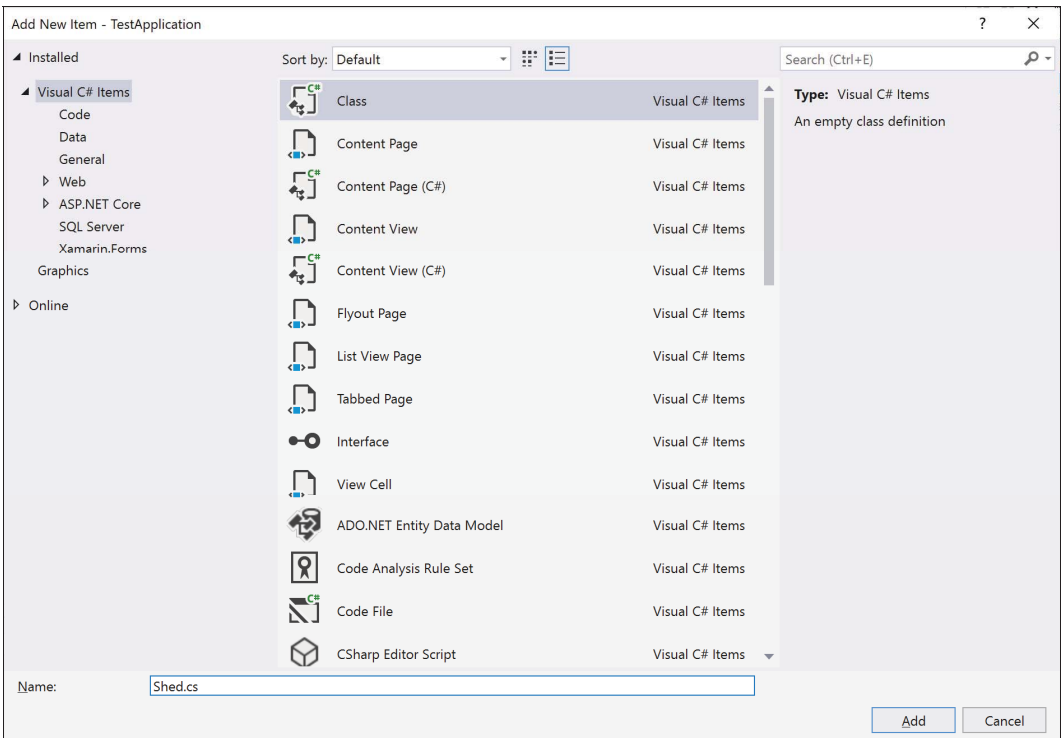 Add New Item - TestApplication ? ×
Installed
Visual C# Items
Code
Data
General
Web
ASP.NET Core
SQL Server
Xamarin.Forms
Graphics
Online
Sort by: Default
C# Class Visual C# Items
Content Page Visual C# Items
C# Content Page (C#) Visual C# Items
Content View Visual C# Items
C# Content View (C#) Visual C# Items
Flyout Page Visual C# Items
List View Page Visual C# Items
Tabbed Page Visual C# Items
Interface Visual C# Items
View Cell Visual C# Items
ADO.NET Entity Data Model Visual C# Items
Code Analysis Rule Set Visual C# Items
C# Code File Visual C# Items
CSharp Editor Script Visual C# Items
Search (Ctrl+E)
Type: Visual C# Items
An empty class definition
Name: Shed.cs
Add Cancel